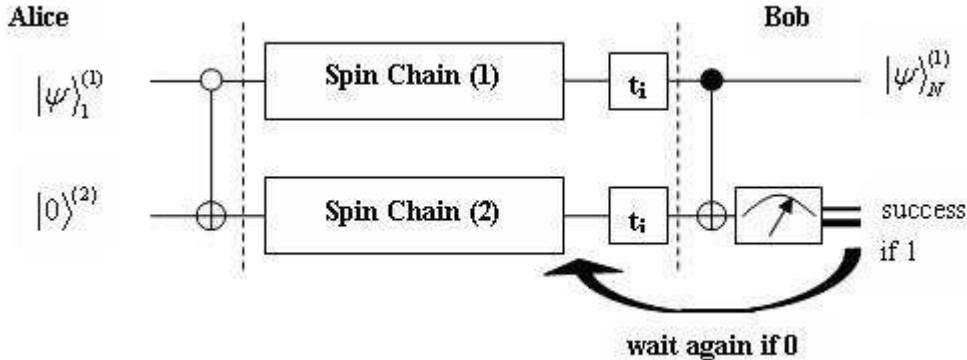 Alice
Bob
|ψ⟩₁⁽¹⁾
Spin Chain (1)
tᵢ
|ψ⟩_N⁽¹⁾
|0⟩⁽²⁾
Spin Chain (2)
tᵢ
success
if 1
wait again if 0